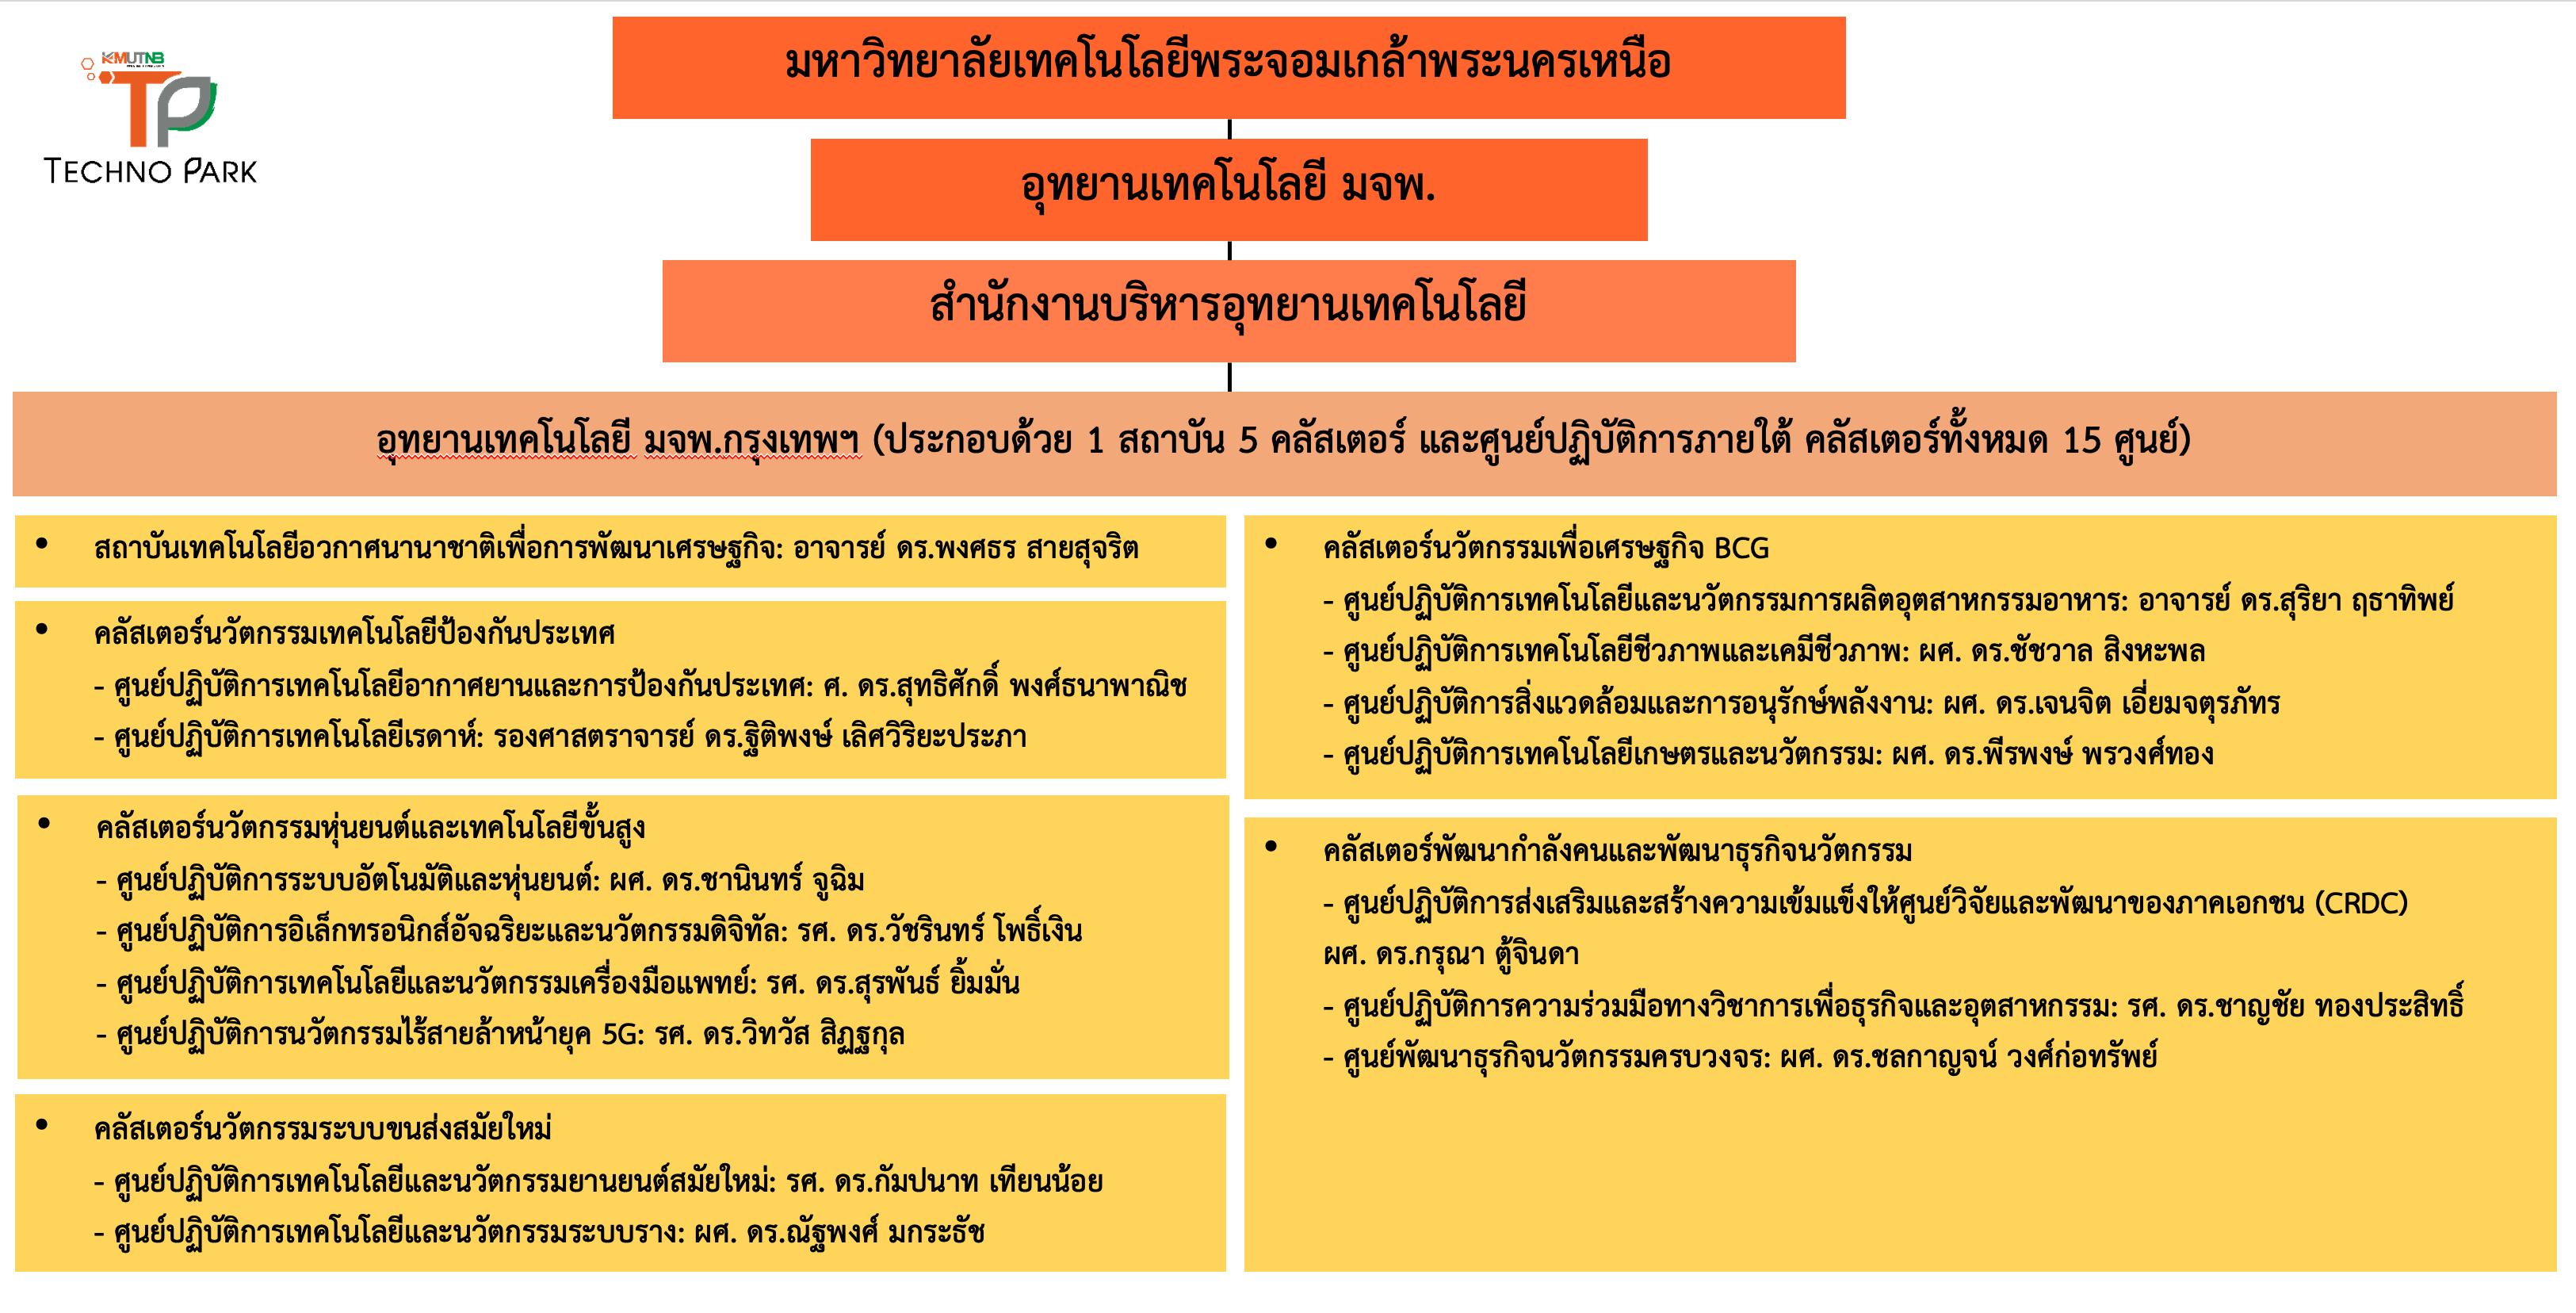 KMUTNB
TP
TECHNO PARK
มหาวิทยาลัยเทคโนโลยีพระจอมเกล้าพระนครเหนือ
อุทยานเทคโนโลยี มจพ.
สำนักงานบริหารอุทยานเทคโนโลยี
อุทยานเทคโนโลยี มจพ.กรุงเทพฯ (ประกอบด้วย 1 สถาบัน 5 คลัสเตอร์ และศูนย์ปฏิบัติการภายใต้ คลัสเตอร์ทั้งหมด 15 ศูนย์)
• สถาบันเทคโนโลยีอวกาศนานาชาติเพื่อการพัฒนาเศรษฐกิจ: อาจารย์ ดร.พงศธร สายสุจริต
• คลัสเตอร์นวัตกรรมเทคโนโลยีป้องกันประเทศ
- ศูนย์ปฏิบัติการเทคโนโลยีอากาศยานและการป้องกันประเทศ: ศ. ดร.สุทธิศักดิ์ พงศ์ธนาพาณิช
- ศูนย์ปฏิบัติการเทคโนโลยีเรดาห์: รองศาสตราจารย์ ดร.ฐิติพงษ์ เลิศวิริยะประภา
• คลัสเตอร์นวัตกรรมหุ่นยนต์และเทคโนโลยีขั้นสูง
- ศูนย์ปฏิบัติการระบบอัตโนมัติและหุ่นยนต์: ผศ. ดร.ชานินทร์ จูฉิม
- ศูนย์ปฏิบัติการอิเล็กทรอนิกส์อัจฉริยะและนวัตกรรมดิจิทัล: รศ. ดร.วัชรินทร์ โพธิ์เงิน
- ศูนย์ปฏิบัติการเทคโนโลยีและนวัตกรรมเครื่องมือแพทย์: รศ. ดร.สุรพันธ์ ยิ้มมั่น
- ศูนย์ปฏิบัติการนวัตกรรมไร้สายล้าหน้ายุค 5G: รศ. ดร.วิทวัส สิฏฐกุล
• คลัสเตอร์นวัตกรรมระบบขนส่งสมัยใหม่
- ศูนย์ปฏิบัติการเทคโนโลยีและนวัตกรรมยานยนต์สมัยใหม่: รศ. ดร.กัมปนาท เทียนน้อย
- ศูนย์ปฏิบัติการเทคโนโลยีและนวัตกรรมระบบราง: ผศ. ดร.ณัฐพงศ์ มกระธัช
• คลัสเตอร์นวัตกรรมเพื่อเศรษฐกิจ BCG
- ศูนย์ปฏิบัติการเทคโนโลยีและนวัตกรรมการผลิตอุตสาหกรรมอาหาร: อาจารย์ ดร.สุริยา ฤธาทิพย์
- ศูนย์ปฏิบัติการเทคโนโลยีชีวภาพและเคมีชีวภาพ: ผศ. ดร.ชัชวาล สิงหะพล
- ศูนย์ปฏิบัติการสิ่งแวดล้อมและการอนุรักษ์พลังงาน: ผศ. ดร.เจนจิต เอี่ยมจตุรภัทร
- ศูนย์ปฏิบัติการเทคโนโลยีเกษตรและนวัตกรรม: ผศ. ดร.พีรพงษ์ พรวงศ์ทอง
• คลัสเตอร์พัฒนากำลังคนและพัฒนาธุรกิจนวัตกรรม
- ศูนย์ปฏิบัติการส่งเสริมและสร้างความเข้มแข็งให้ศูนย์วิจัยและพัฒนาของภาคเอกชน (CRDC)
ผศ. ดร.กรุณา ตู้จินดา
- ศูนย์ปฏิบัติการความร่วมมือทางวิชาการเพื่อธุรกิจและอุตสาหกรรม: รศ. ดร.ชาญชัย ทองประสิทธิ์
- ศูนย์พัฒนาธุรกิจนวัตกรรมครบวงจร: ผศ. ดร.ชลกาญจน์ วงศ์ก่อทรัพย์